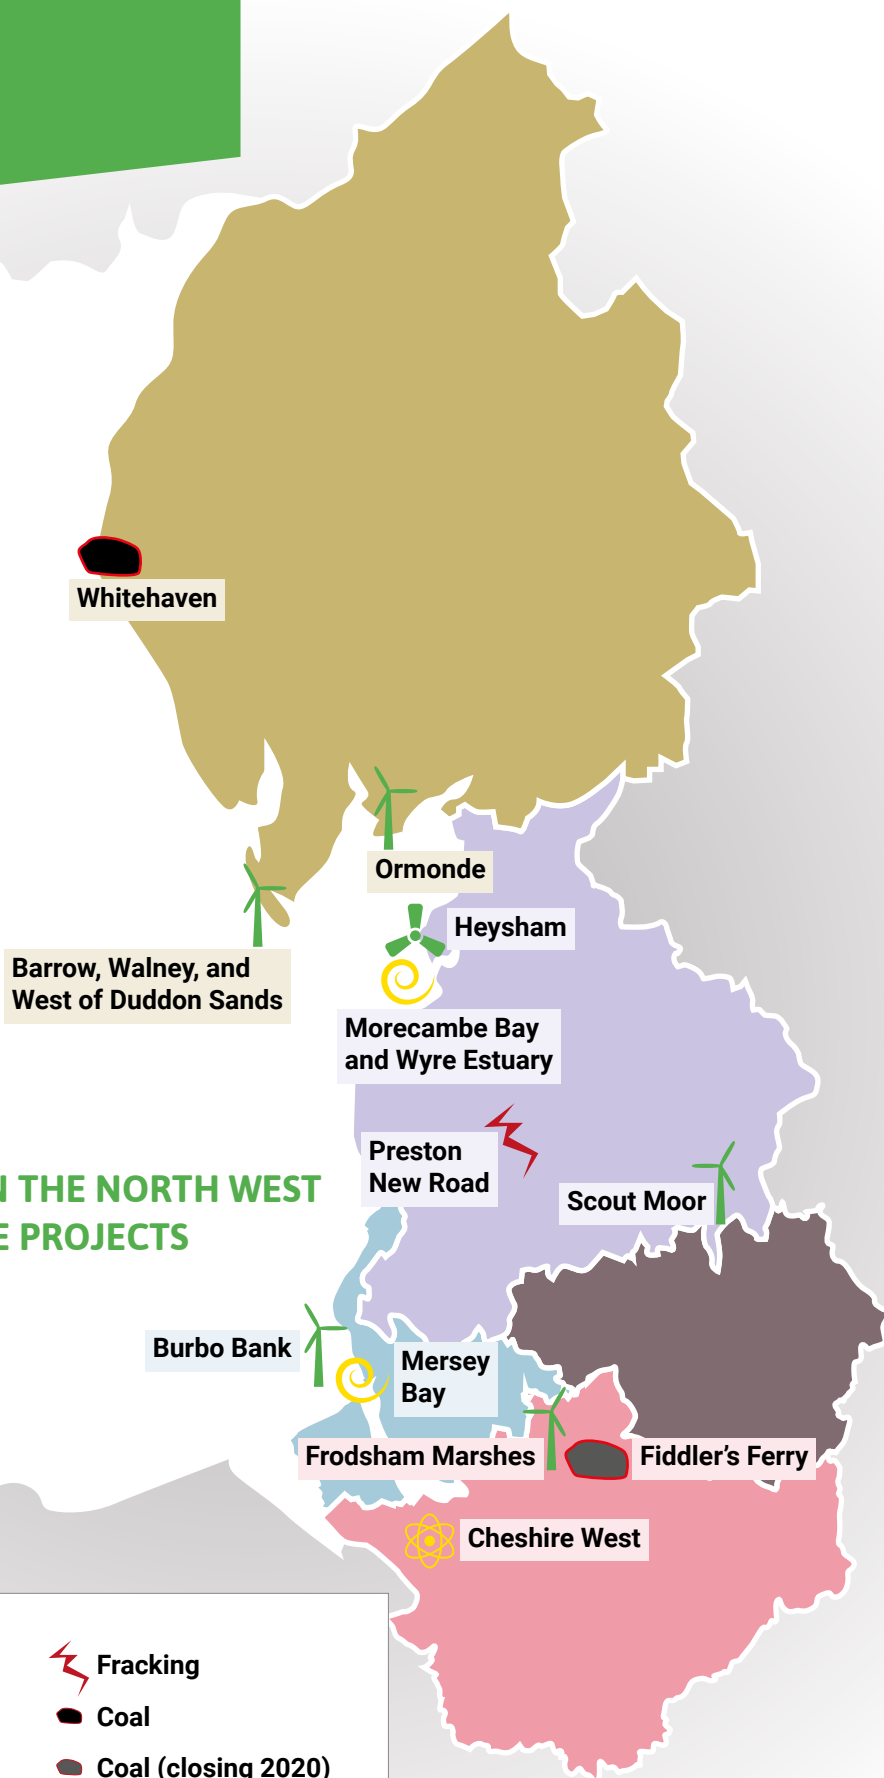 Whitehaven
Ormonde
Heysham
Barrow, Walney, and
West of Duddon Sands
Morecambe Bay
and Wyre Estuary
Preston
New Road
Scout Moor
THE NORTH WEST
PROJECTS
Burbo Bank
Mersey
Bay
Frodsham Marshes
Fiddler's Ferry
Cheshire West
Fracking
Coal
Coal (closing 2020)